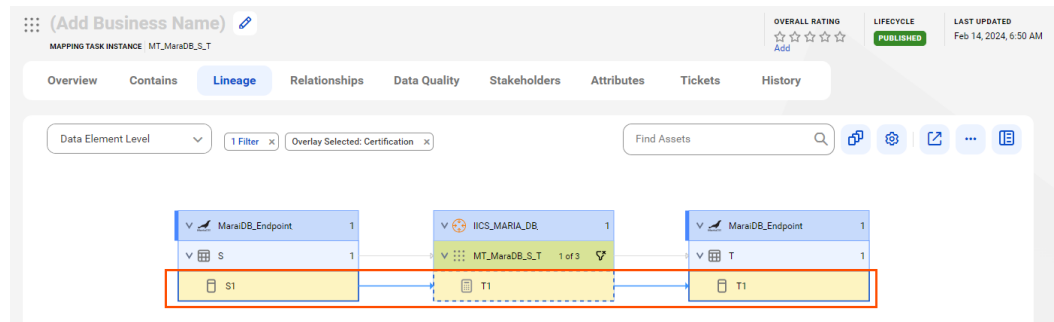 (Add Business Name)
MAPPING TASK INSTANCE MT_MaraDB_S_T
OVERALL RATING
Add
LIFECYCLE
PUBLISHED
LAST UPDATED
Feb 14, 2024, 6:50 AM
Overview Contains Lineage Relationships Data Quality Stakeholders Attributes Tickets History
Data Element Level
1 Filter ×
Overlay Selected: Certification ×
Find Assets
MaraiDB_Endpoint 1
S 1
S1
IICS_MARIA_DB, 1
MT_MaraDB_S_T 1 of 3
T1
MaraiDB_Endpoint 1
T 1
T1